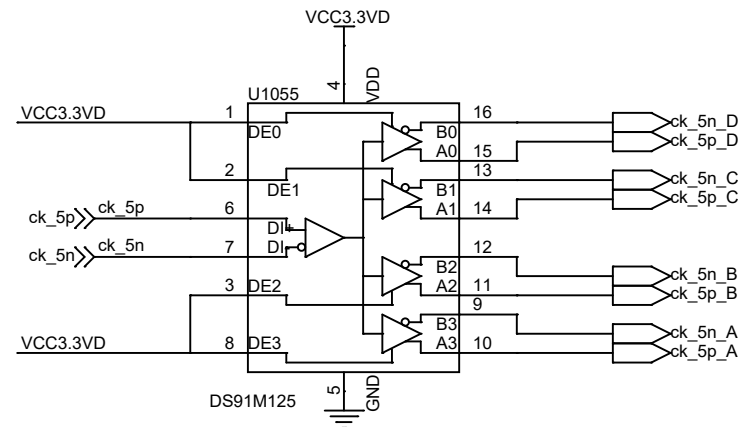 VCC3.3VD
4
VDD
U1055
VCC3.3VD 1 DE0 B0 16 ck_5n_D
A0 15 ck_5p_D
2 DE1 B1 13 ck_5n_C
A1 14 ck_5p_C
ck_5p ck_5p 6 DI+
ck_5n ck_5n 7 DI-
B2 12 ck_5n_B
3 DE2 A2 11 ck_5p_B
B3 9 ck_5n_A
VCC3.3VD 8 DE3 A3 10 ck_5p_A
5
GND
DS91M125